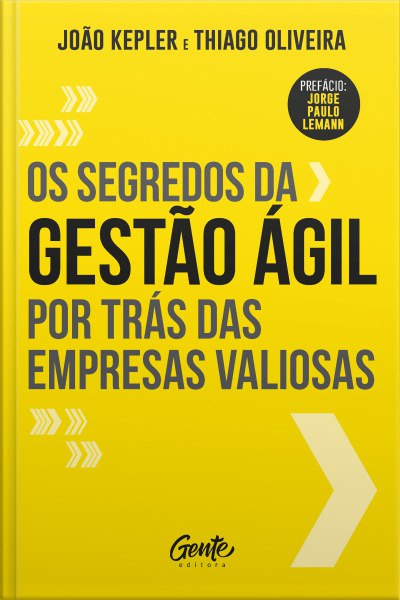 JOÃO KEPLER E THIAGO OLIVEIRA
PREFÁCIO:
JORGE
PAULO
LEMANN
OS SEGREDOS DA
GESTÃO ÁGIL
POR TRÁS DAS
EMPRESAS VALIOSAS
Gente
editora